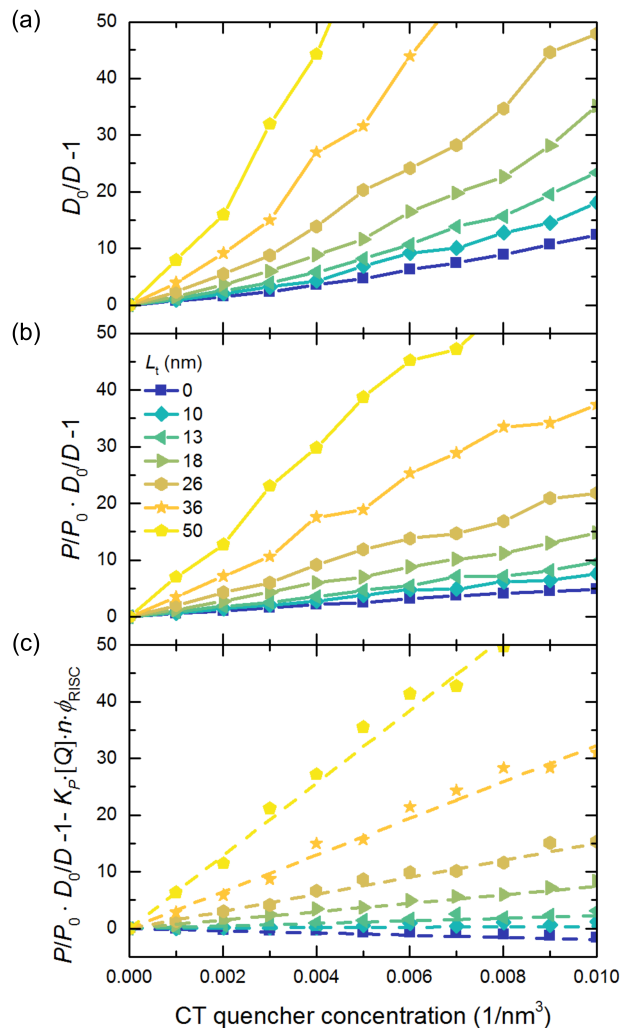 (a)
50
40
30
20
10
0
D₀/D -1
(b)
50
40
30
20
10
0
P/P₀ · D₀/D -1
Lₜ (nm)
0
10
13
18
26
36
50
(c)
50
40
30
20
10
0
P/P₀ · D₀/D -1- K_P·[Q]·n·ϕ_RISC
0.000 0.002 0.004 0.006 0.008 0.010
CT quencher concentration (1/nm³)